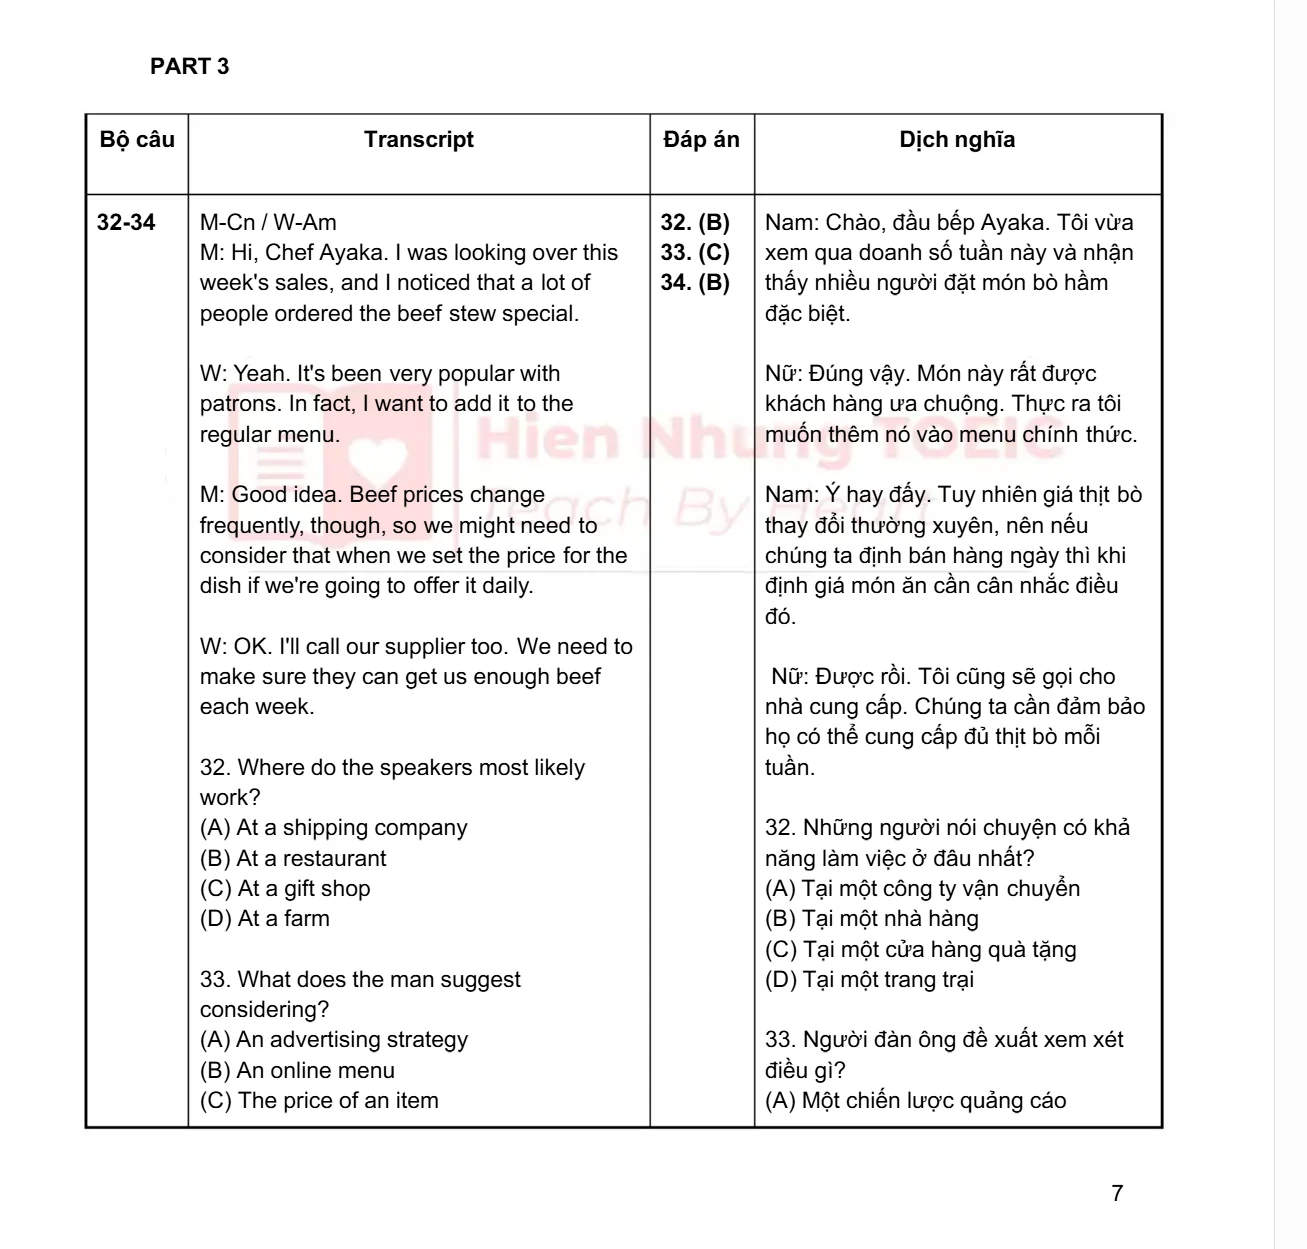 PART 3
Bộ câu
Transcript
Đáp án
Dịch nghĩa
32-34
M-Cn / W-Am
M: Hi, Chef Ayaka. I was looking over this
week's sales, and I noticed that a lot of
people ordered the beef stew special.
W: Yeah. It's been very popular with
patrons. In fact, I want to add it to the
regular menu.
M: Good idea. Beef prices change
frequently, though, so we might need to
consider that when we set the price for the
dish if we're going to offer it daily.
W: OK. I'll call our supplier too. We need to
make sure they can get us enough beef
each week.
32. Where do the speakers most likely
work?
(A) At a shipping company
(B) At a restaurant
(C) At a gift shop
(D) At a farm
33. What does the man suggest
considering?
(A) An advertising strategy
(B) An online menu
(C) The price of an item
32. (B)
33. (C)
34. (B)
Nam: Chào, đầu bếp Ayaka. Tôi vừa
xem qua doanh số tuần này và nhận
thấy nhiều người đặt món bò hầm
đặc biệt.
Nữ: Đúng vậy. Món này rất được
khách hàng ưa chuộng. Thực ra tôi
muốn thêm nó vào menu chính thức.
Nam: Ý hay đấy. Tuy nhiên giá thịt bò
thay đổi thường xuyên, nên nếu
chúng ta định bán hàng ngày thì khi
định giá món ăn cần cân nhắc điều
đó.
Nữ: Được rồi. Tôi cũng sẽ gọi cho
nhà cung cấp. Chúng ta cần đảm bảo
họ có thể cung cấp đủ thịt bò mỗi
tuần.
32. Những người nói chuyện có khả
năng làm việc ở đâu nhất?
(A) Tại một công ty vận chuyển
(B) Tại một nhà hàng
(C) Tại một cửa hàng quà tặng
(D) Tại một trang trại
33. Người đàn ông đề xuất xem xét
điều gì?
(A) Một chiến lược quảng cáo
Hien Nhung TOEIC
Teach By Heart
7